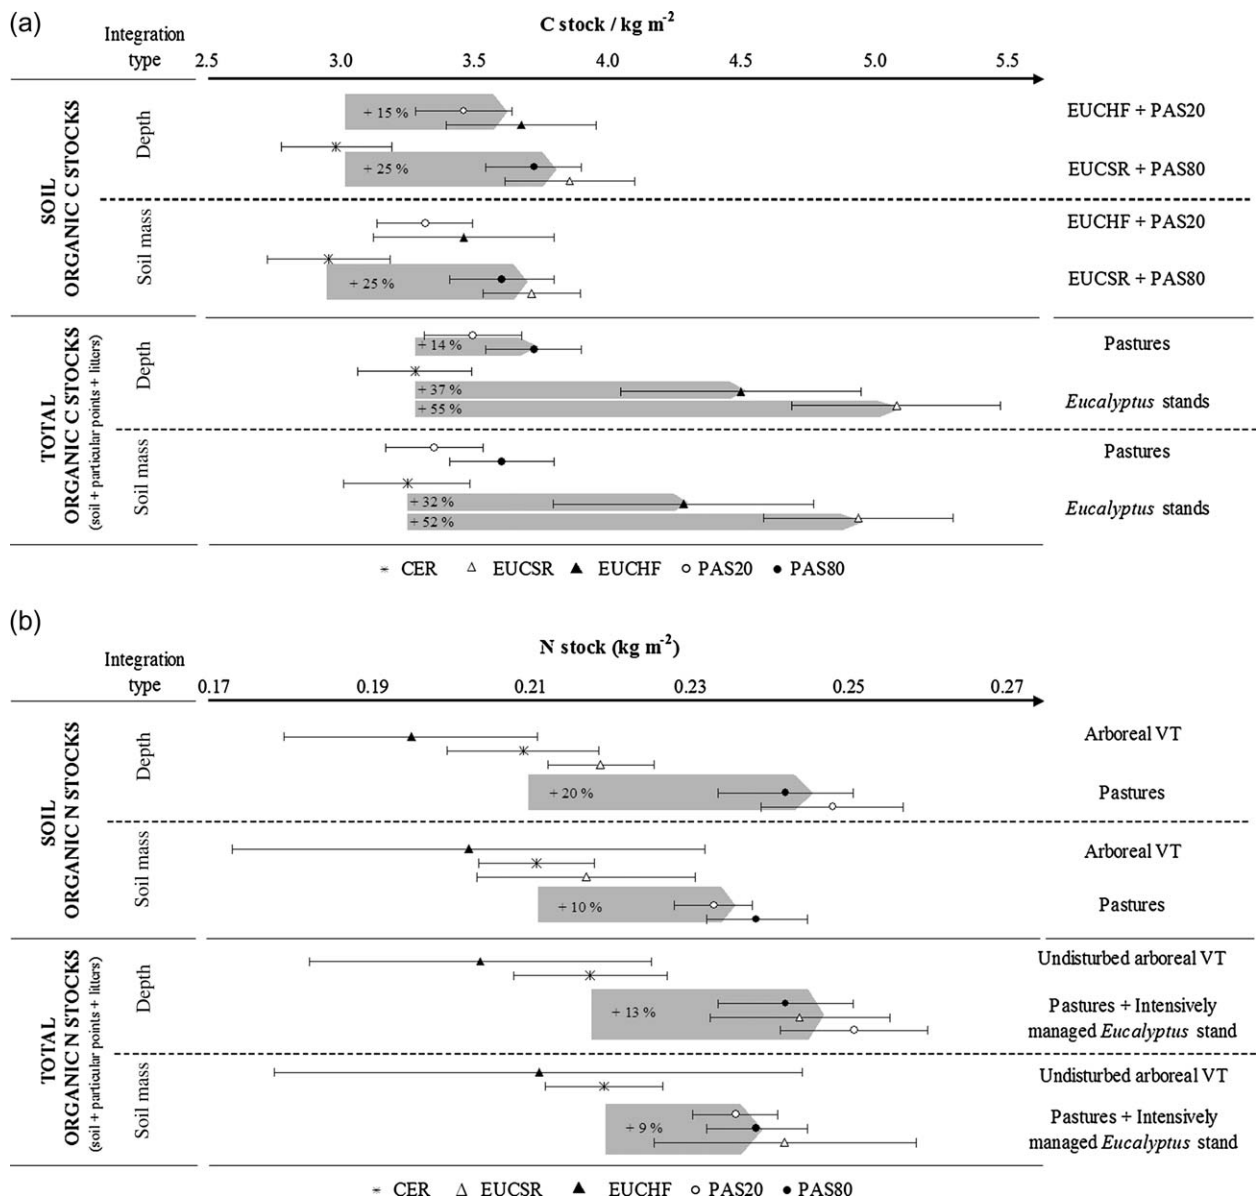 (a)
C stock / kg m-2
Integration
type
2.5 3.0 3.5 4.0 4.5 5.0 5.5
SOIL
ORGANIC C STOCKS
Depth
+ 15 %
EUCHF + PAS20
+ 25 %
EUCSR + PAS80
Soil mass
EUCHF + PAS20
+ 25 %
EUCSR + PAS80
TOTAL
ORGANIC C STOCKS
(soil + particular points + litters)
Depth
+ 14 %
Pastures
+ 37 %
+ 55 %
Eucalyptus stands
Soil mass
Pastures
+ 32 %
+ 52 %
Eucalyptus stands
CER EUCSR EUCHF PAS20 PAS80
(b)
N stock (kg m-2)
Integration
type
0.17 0.19 0.21 0.23 0.25 0.27
SOIL
ORGANIC N STOCKS
Depth
Arboreal VT
+ 20 %
Pastures
Soil mass
Arboreal VT
+ 10 %
Pastures
TOTAL
ORGANIC N STOCKS
(soil + particular points + litters)
Depth
Undisturbed arboreal VT
+ 13 %
Pastures + Intensively
managed Eucalyptus stand
Soil mass
Undisturbed arboreal VT
+ 9 %
Pastures + Intensively
managed Eucalyptus stand
CER EUCSR EUCHF PAS20 PAS80